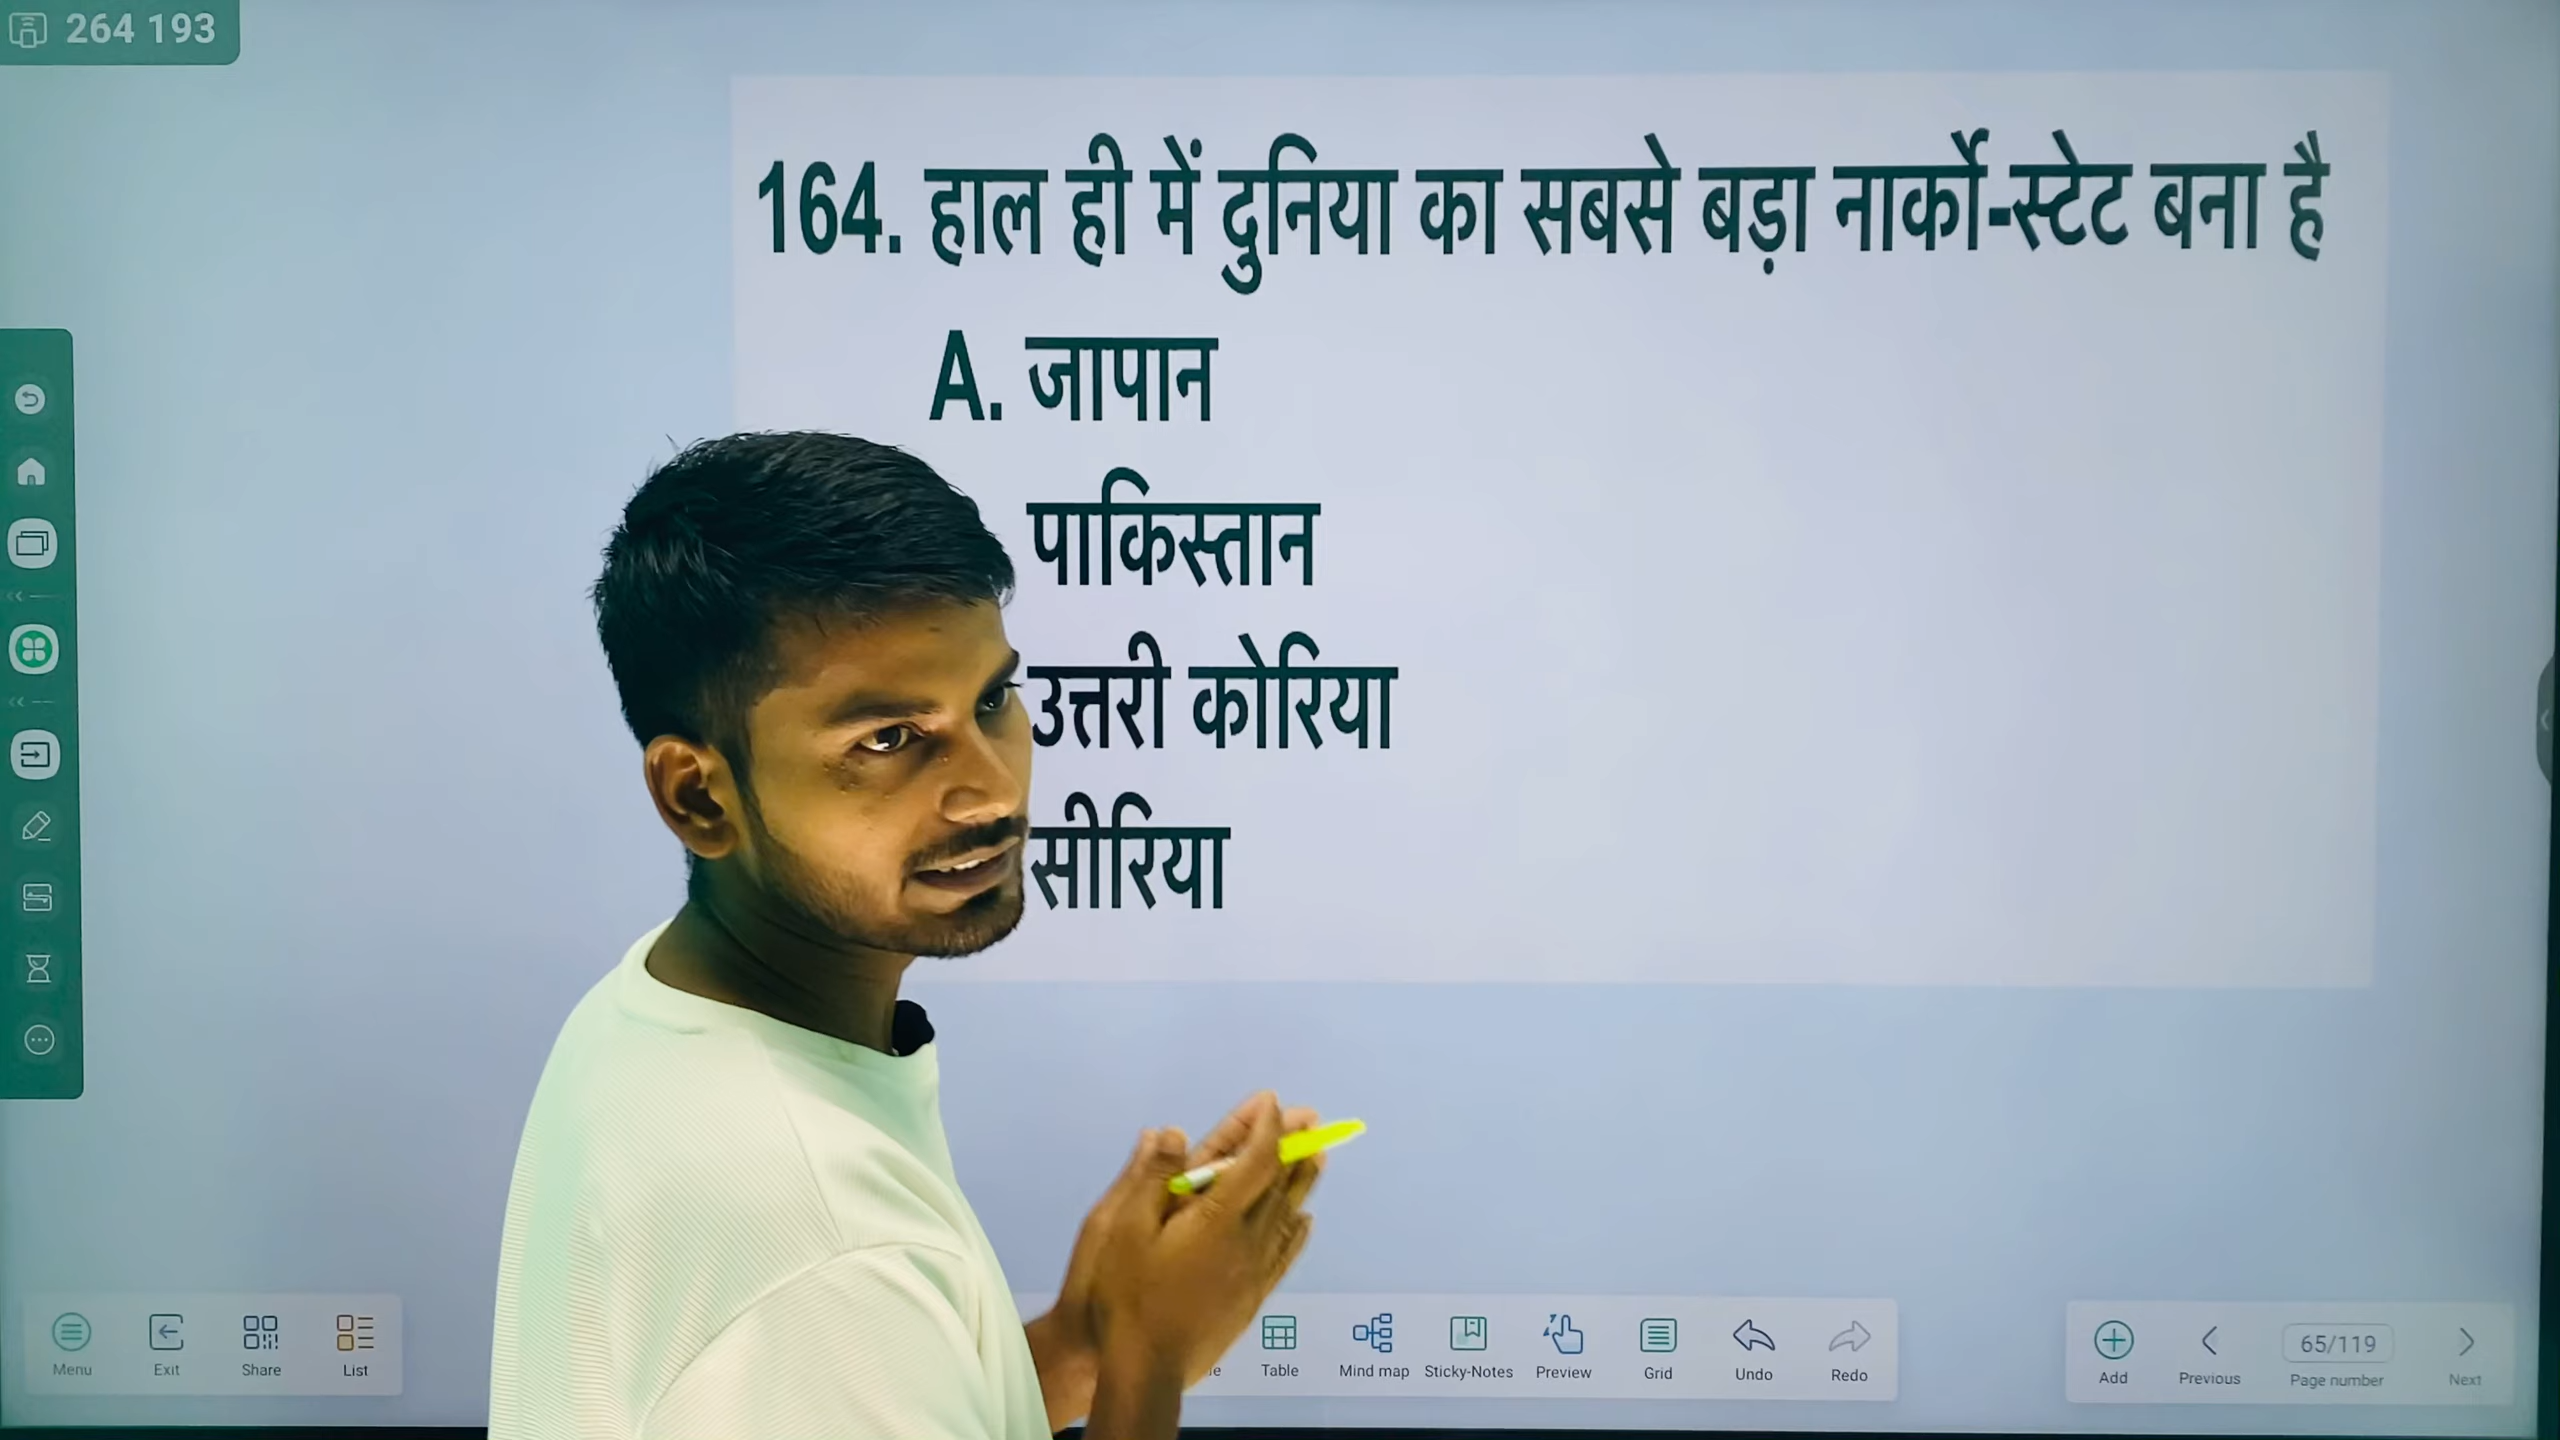 264 193
164. हाल ही में दुनिया का सबसे बड़ा नार्को-स्टेट बना है
A. जापान
पाकिस्तान
उत्तरी कोरिया
सीरिया
Menu Exit Share List Table Mind map Sticky-Notes Preview Grid Undo Redo Add Previous 65/119 Page number Next